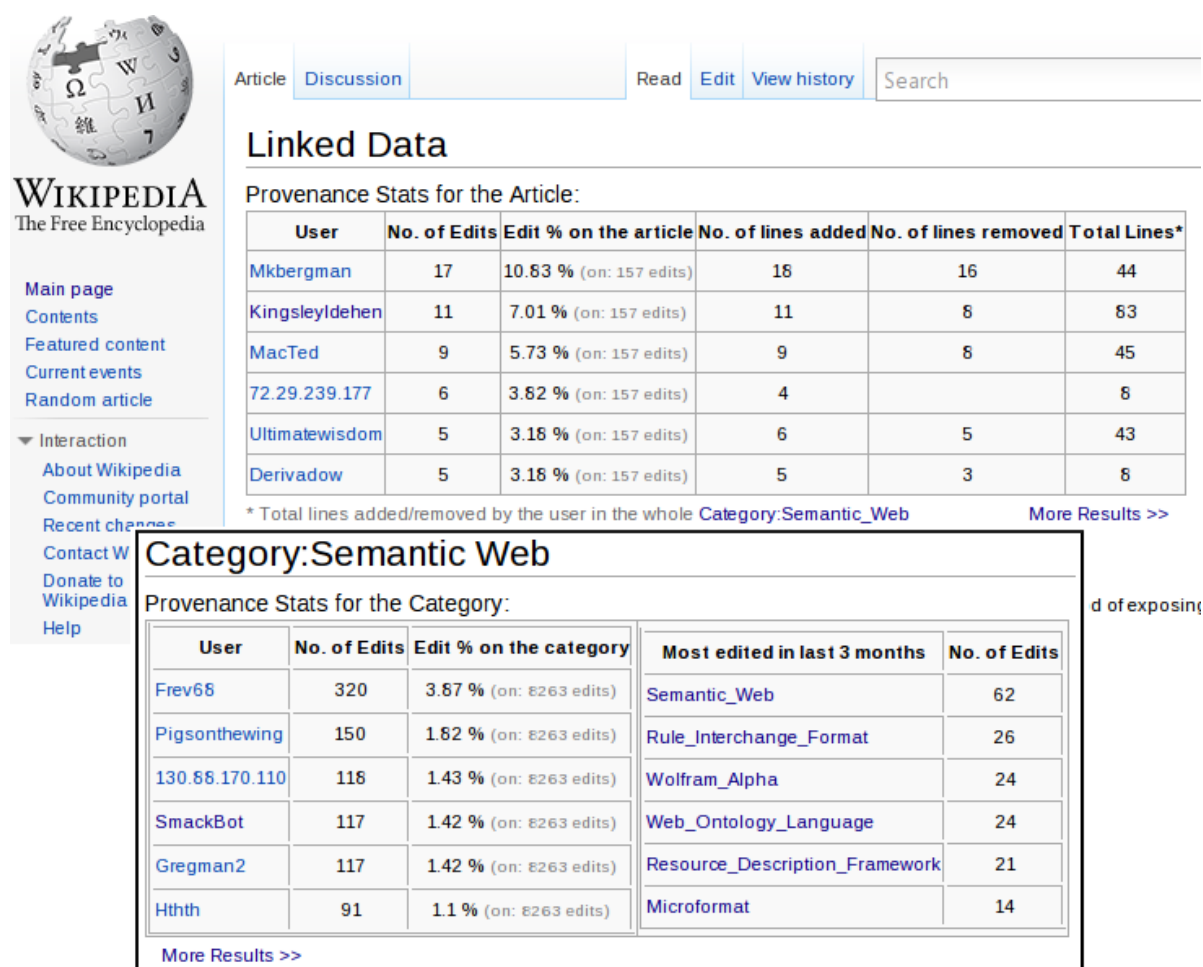 Article Discussion Read Edit View history Search
Linked Data
WIKIPEDIA
The Free Encyclopedia
Main page
Contents
Featured content
Current events
Random article
Interaction
About Wikipedia
Community portal
Recent changes
Contact W
Donate to
Wikipedia
Help
Provenance Stats for the Article:
User No. of Edits Edit % on the article No. of lines added No. of lines removed Total Lines*
Mkbergman 17 10.83 % (on: 157 edits) 18 16 44
KingsleyIdehen 11 7.01 % (on: 157 edits) 11 8 83
MacTed 9 5.73 % (on: 157 edits) 9 8 45
72.29.239.177 6 3.82 % (on: 157 edits) 4 8
Ultimatewisdom 5 3.18 % (on: 157 edits) 6 5 43
Derivadow 5 3.18 % (on: 157 edits) 5 3 8
* Total lines added/removed by the user in the whole Category:Semantic_Web More Results >>
d of exposing
Category:Semantic Web
Provenance Stats for the Category:
User No. of Edits Edit % on the category
Frev68 320 3.87 % (on: 8263 edits)
Pigsonthewing 150 1.82 % (on: 8263 edits)
130.88.170.110 118 1.43 % (on: 8263 edits)
SmackBot 117 1.42 % (on: 8263 edits)
Gregman2 117 1.42 % (on: 8263 edits)
Hthth 91 1.1 % (on: 8263 edits)
Most edited in last 3 months No. of Edits
Semantic_Web 62
Rule_Interchange_Format 26
Wolfram_Alpha 24
Web_Ontology_Language 24
Resource_Description_Framework 21
Microformat 14
More Results >>